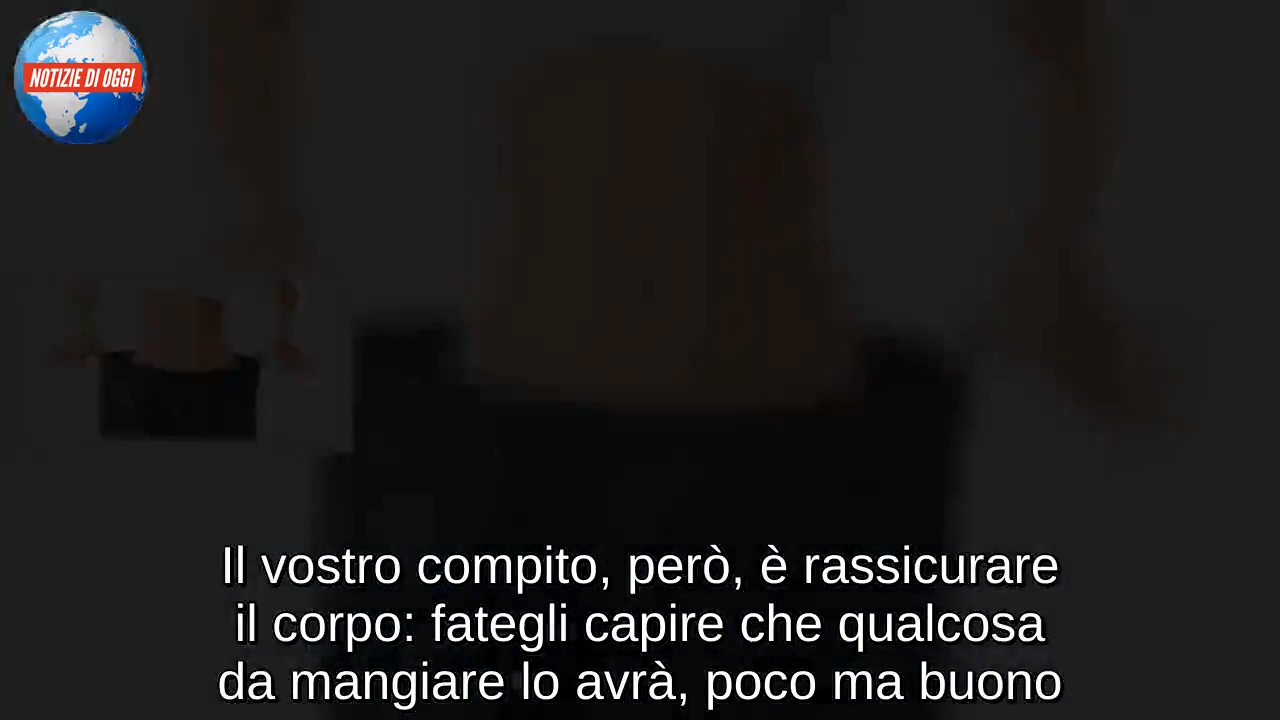 NOTIZIE DI OGGI
Il vostro compito, però, è rassicurare
il corpo: fategli capire che qualcosa
da mangiare lo avrà, poco ma buono